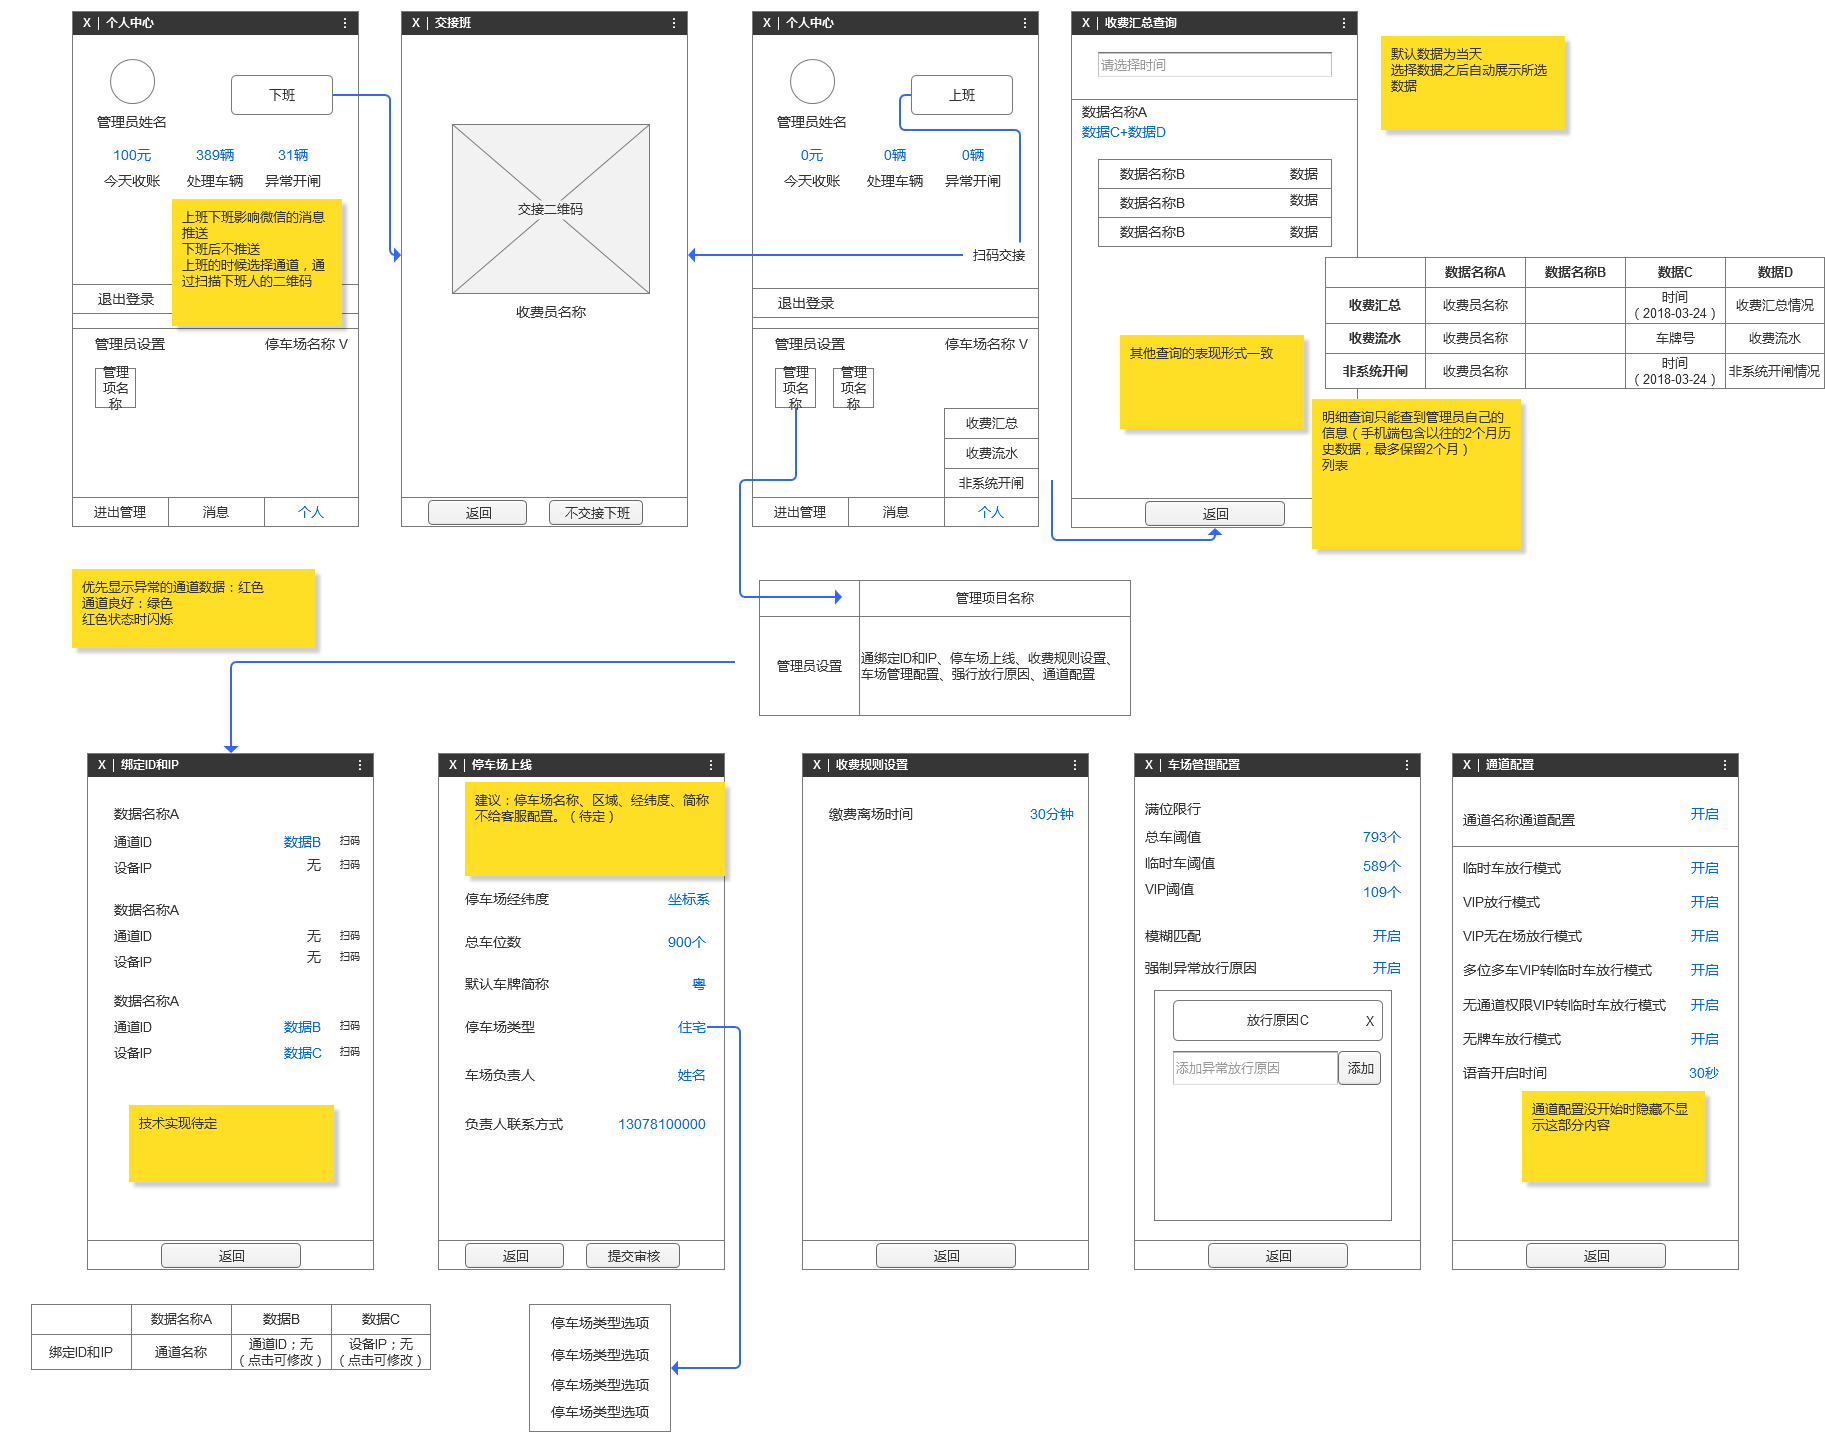 X | 个人中心
下班
管理员姓名
100元 389辆 31辆
今天收账 处理车辆 异常开闸
上班下班影响微信的消息
推送
下班后不推送
上班的时候选择通道，通
过扫描下班人的二维码
退出登录
管理员设置 停车场名称 V
管理
项名
称
进出管理 消息 个人
X | 交接班
交接二维码
收费员名称
返回 不交接下班
X | 个人中心
上班
管理员姓名
0元 0辆 0辆
今天收账 处理车辆 异常开闸
扫码交接
退出登录
管理员设置 停车场名称 V
管理 管理
项名 项名
称 称
收费汇总
收费流水
非系统开闸
进出管理 消息 个人
X | 收费汇总查询
请选择时间
数据名称A
数据C+数据D
数据名称B 数据
数据名称B 数据
数据名称B 数据
返回
默认数据为当天
选择数据之后自动展示所选
数据
数据名称A 数据名称B 数据C 数据D
收费汇总 收费员名称 时间 收费汇总情况
（2018-03-24）
收费流水 收费员名称 车牌号 收费流水
非系统开闸 收费员名称 时间 非系统开闸情况
（2018-03-24）
其他查询的表现形式一致
明细查询只能查到管理员自己的
信息（手机端包含以往的2个月历
史数据，最多保留2个月）
列表
优先显示异常的通道数据：红色
通道良好：绿色
红色状态时闪烁
管理项目名称
管理员设置
通绑定ID和IP、停车场上线、收费规则设置、
车场管理配置、强行放行原因、通道配置
X | 绑定ID和IP
数据名称A
通道ID 数据B 扫码
设备IP 无 扫码
数据名称A
通道ID 无 扫码
设备IP 无 扫码
数据名称A
通道ID 数据B 扫码
设备IP 数据C 扫码
技术实现待定
返回
X | 停车场上线
建议：停车场名称、区域、经纬度、简称
不给客服配置。（待定）
停车场经纬度 坐标系
总车位数 900个
默认车牌简称 粤
停车场类型 住宅
车场负责人 姓名
负责人联系方式 13078100000
返回 提交审核
X | 收费规则设置
缴费离场时间 30分钟
返回
X | 车场管理配置
满位限行
总车阈值 793个
临时车阈值 589个
VIP阈值 109个
模糊匹配 开启
强制异常放行原因 开启
放行原因C X
添加异常放行原因 添加
返回
X | 通道配置
通道名称通道配置 开启
临时车放行模式 开启
VIP放行模式 开启
VIP无在场放行模式 开启
多位多车VIP转临时车放行模式 开启
无通道权限VIP转临时车放行模式 开启
无牌车放行模式 开启
语音开启时间 30秒
通道配置没开始时隐藏不显
示这部分内容
返回
数据名称A 数据B 数据C
绑定ID和IP 通道名称 通道ID；无 设备IP；无
（点击可修改） （点击可修改）
停车场类型选项
停车场类型选项
停车场类型选项
停车场类型选项